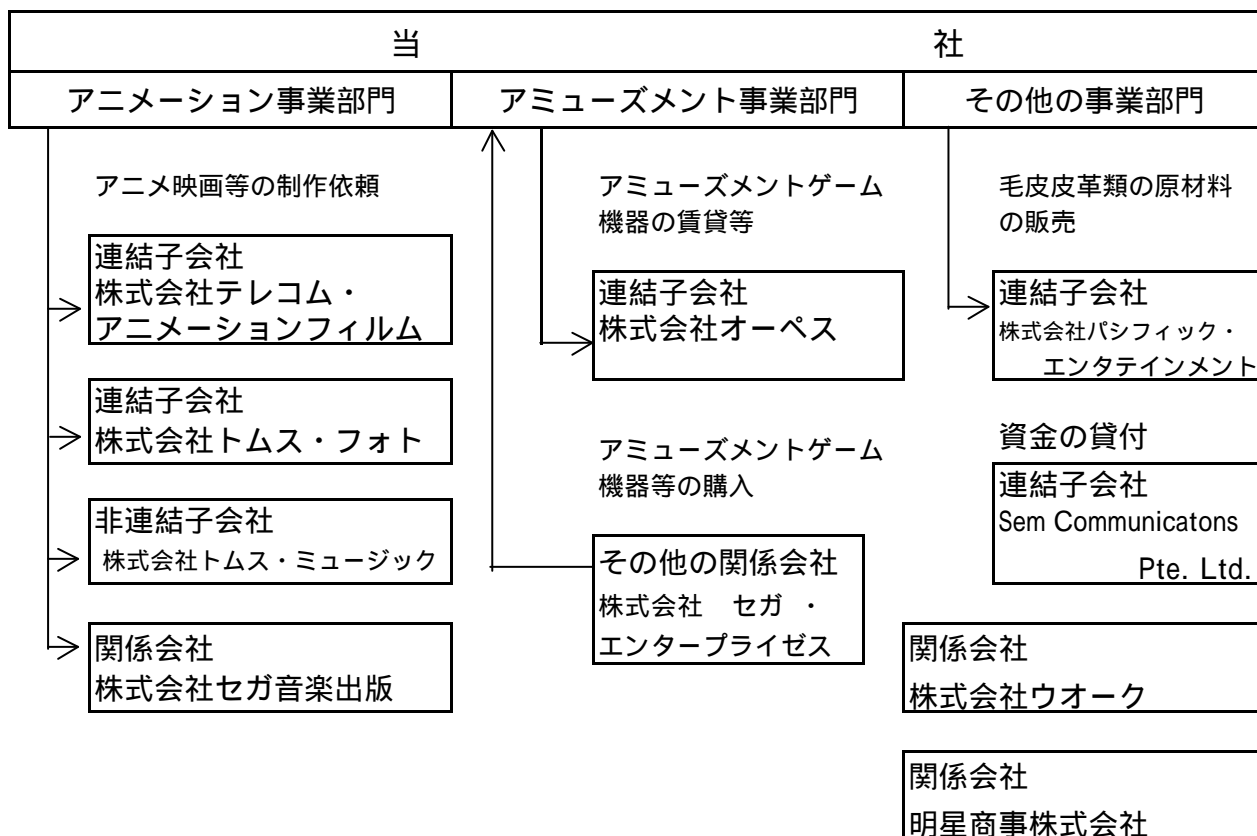 当社
アニメーション事業部門
アミューズメント事業部門
その他の事業部門
アニメ映画等の制作依頼
連結子会社
株式会社テレコム・
アニメーションフィルム
連結子会社
株式会社トムス・フォト
非連結子会社
株式会社トムス・ミュージック
関係会社
株式会社セガ音楽出版
アミューズメントゲーム
機器の賃貸等
連結子会社
株式会社オーペス
アミューズメントゲーム
機器等の購入
その他の関係会社
株式会社 セガ ・
エンタープライゼス
毛皮皮革類の原材料
の販売
連結子会社
株式会社パシフィック・
エンタテインメント
資金の貸付
連結子会社
Sem Communicatons
Pte. Ltd.
関係会社
株式会社ウオーク
関係会社
明星商事株式会社